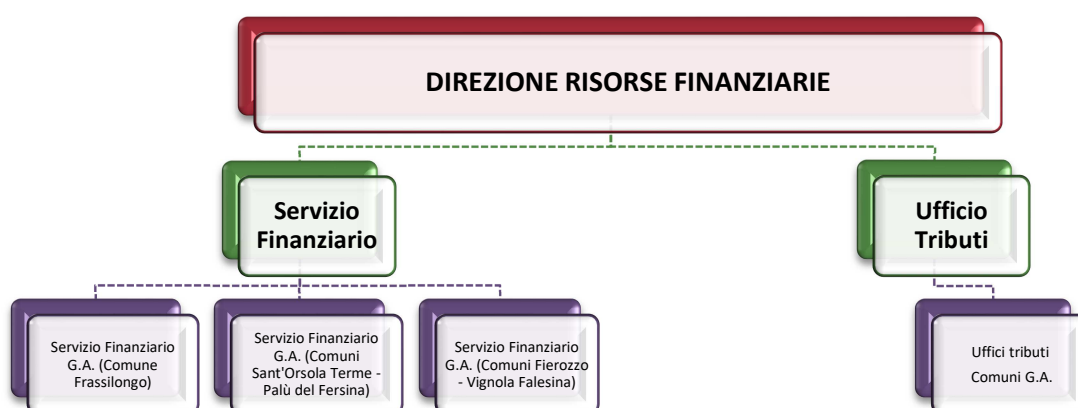 DIREZIONE RISORSE FINANZIARIE
Servizio
Finanziario
Ufficio
Tributi
Servizio Finanziario
G.A. (Comune
Frassilongo)
Servizio Finanziario
G.A. (Comuni
Sant'Orsola Terme -
Palù del Fersina)
Servizio Finanziario
G.A. (Comuni Fierozzo
- Vignola Falesina)
Uffici tributi
Comuni G.A.